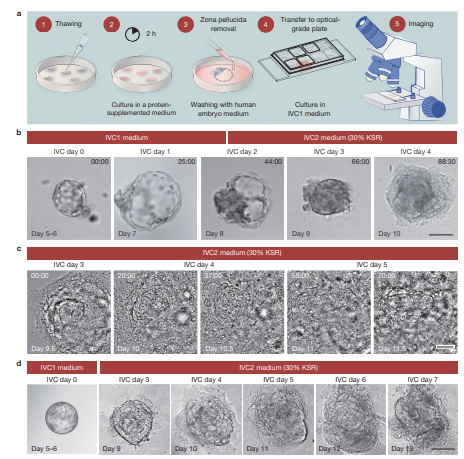 a
1 Thawing
2
2 h
3 Zona pellucida
removal
4 Transfer to optical-
grade plate
5 Imaging
Culture in a protein-
supplemented medium
Washing with human
embryo medium
Culture in
IVC1 medium
b
IVC1 medium IVC2 medium (30% KSR)
IVC day 0 IVC day 1 IVC day 2 IVC day 3 IVC day 4
00:00 25:00 44:00 66:00 88:30
Day 5–6 Day 7 Day 8 Day 9 Day 10
c
IVC2 medium (30% KSR)
IVC day 3 IVC day 4 IVC day 5
00:00 20:00 37:00 55:00 70:00
Day 9.5 Day 10 Day 10.5 Day 11 Day 11.5
d
IVC1 medium IVC2 medium (30% KSR)
IVC day 0 IVC day 3 IVC day 4 IVC day 5 IVC day 6 IVC day 7
Day 5–6 Day 9 Day 10 Day 11 Day 12 Day 13